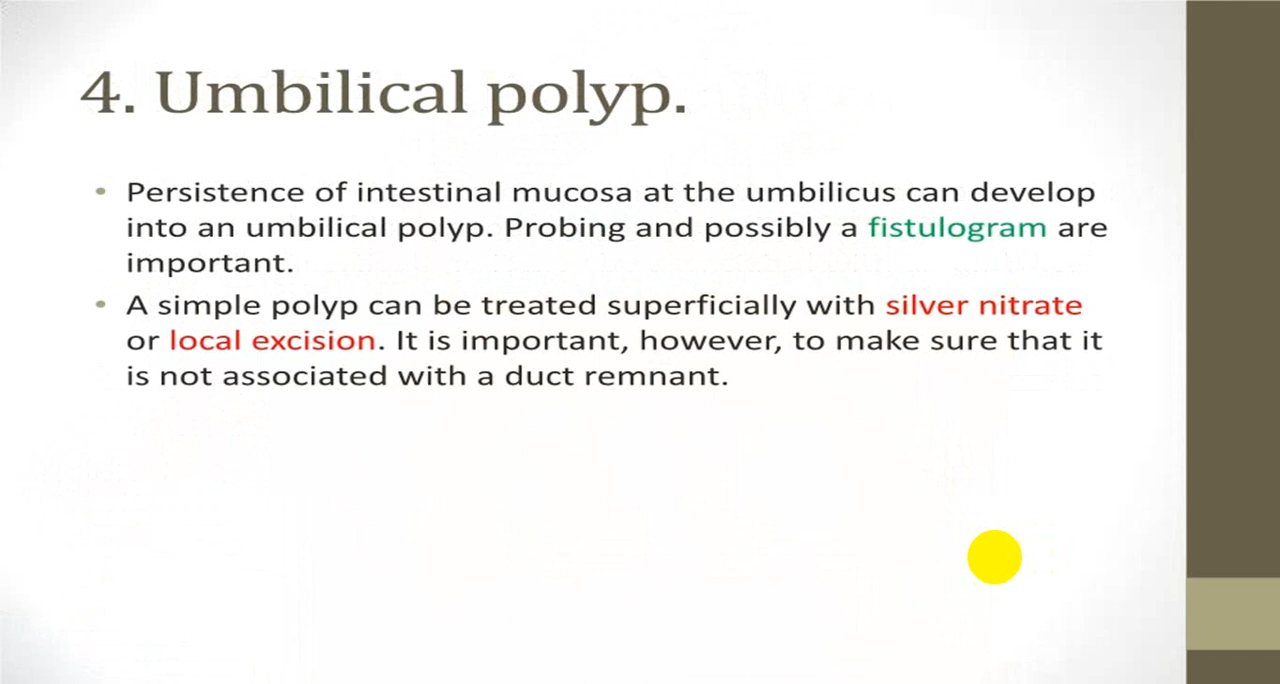 4. Umbilical polyp.
• Persistence of intestinal mucosa at the umbilicus can develop
into an umbilical polyp. Probing and possibly a fistulogram are
important.
• A simple polyp can be treated superficially with silver nitrate
or local excision. It is important, however, to make sure that it
is not associated with a duct remnant.